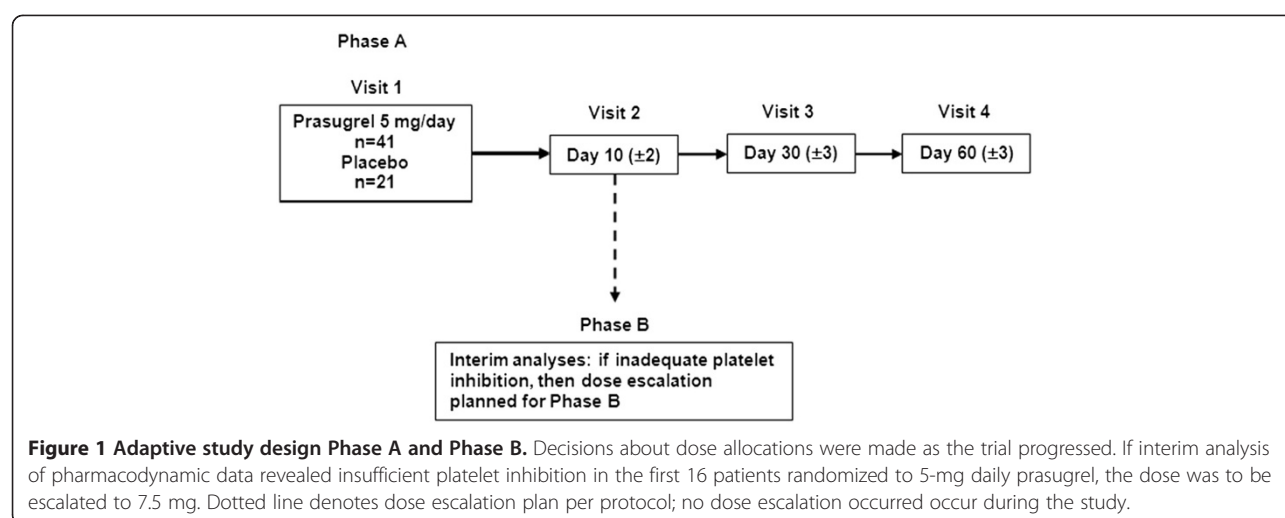 Phase A
Visit 1
Prasugrel 5 mg/day
n=41
Placebo
n=21
Visit 2
Day 10 (±2)
Visit 3
Day 30 (±3)
Visit 4
Day 60 (±3)
Phase B
Interim analyses: if inadequate platelet
inhibition, then dose escalation
planned for Phase B
Figure 1 Adaptive study design Phase A and Phase B. Decisions about dose allocations were made as the trial progressed. If interim analysis
of pharmacodynamic data revealed insufficient platelet inhibition in the first 16 patients randomized to 5-mg daily prasugrel, the dose was to be
escalated to 7.5 mg. Dotted line denotes dose escalation plan per protocol; no dose escalation occurred occur during the study.